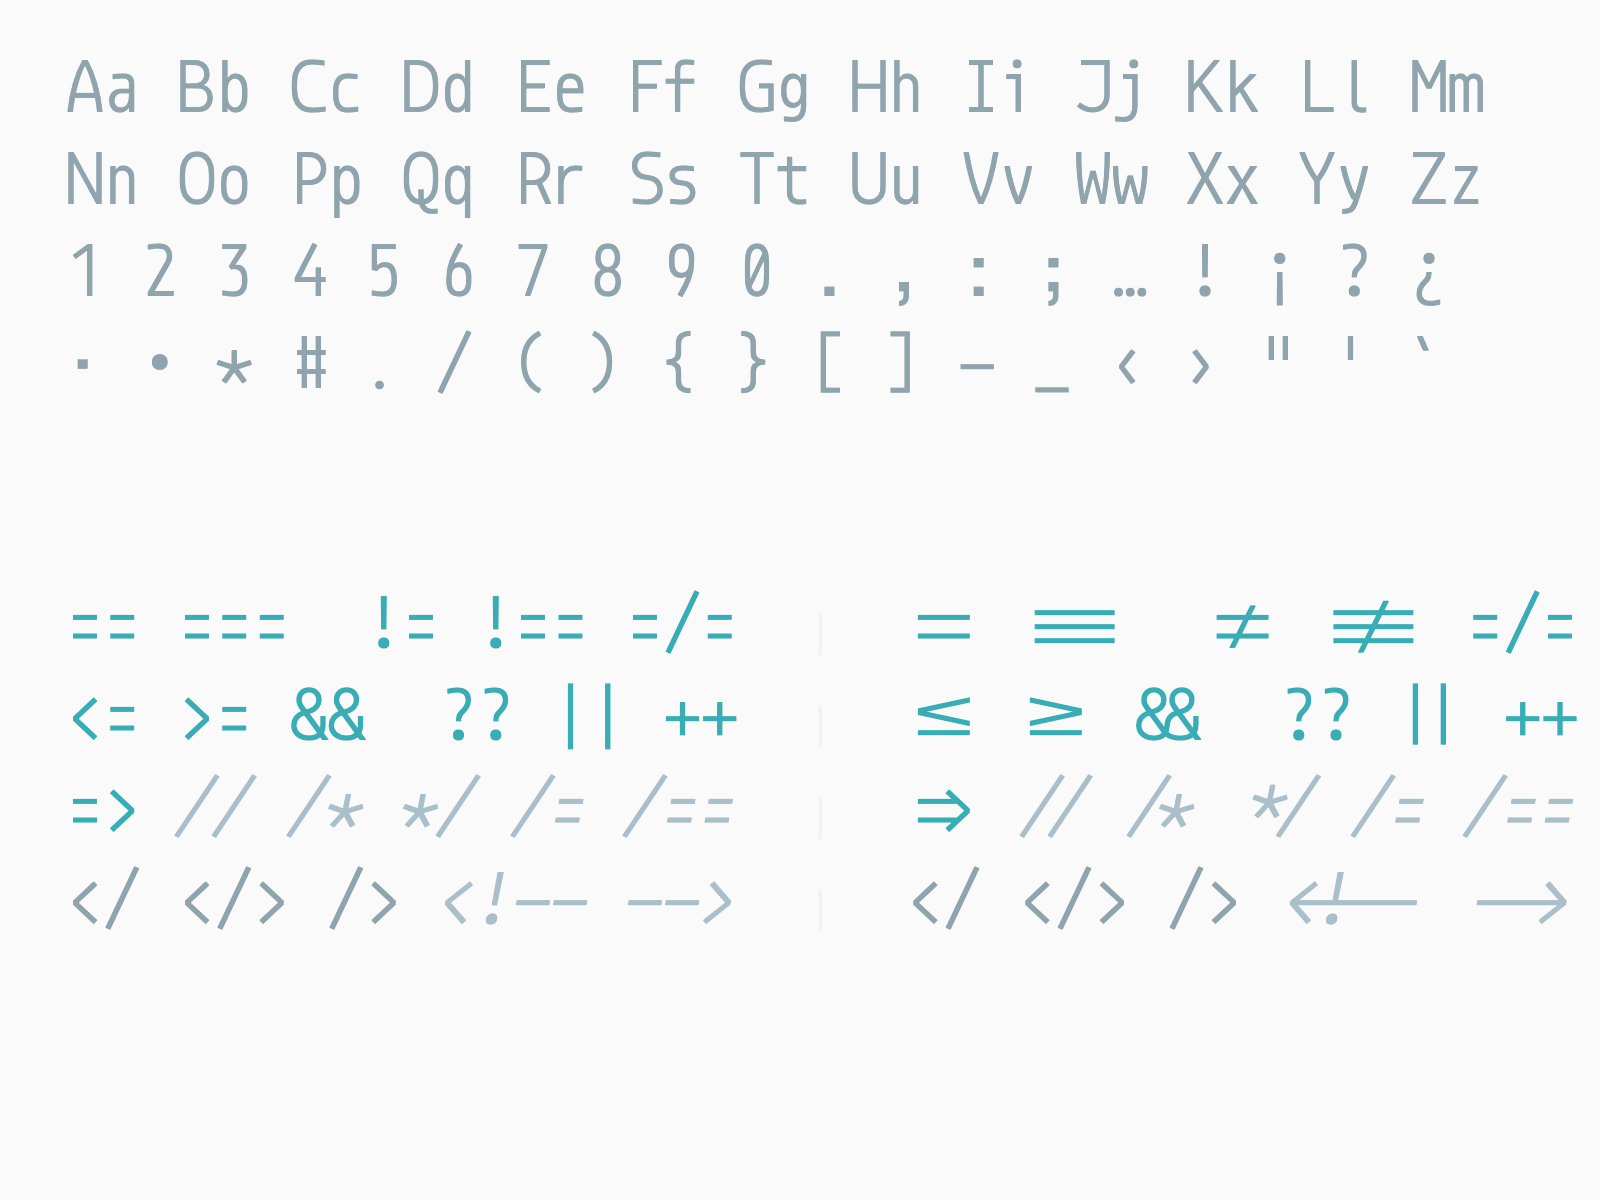 Aa Bb Cc Dd Ee Ff Gg Hh Ii Jj Kk Ll Mm
Nn Oo Pp Qq Rr Ss Tt Uu Vv Ww Xx Yy Zz
1 2 3 4 5 6 7 8 9 0 . , : ; … ! ¡ ? ¿
· • * # . / ( ) { } [ ] - _ ‹ › " ' `
== === != !== =/= | = ≡ ≠ ≢ =/=
<= >= && ?? || ++ | ≤ ≥ && ?? || ++
=> // /* */ /= /== | ⇒ // /* */ /= /==
</ </> /> <!-- --> | </ </> /> <!-- -->